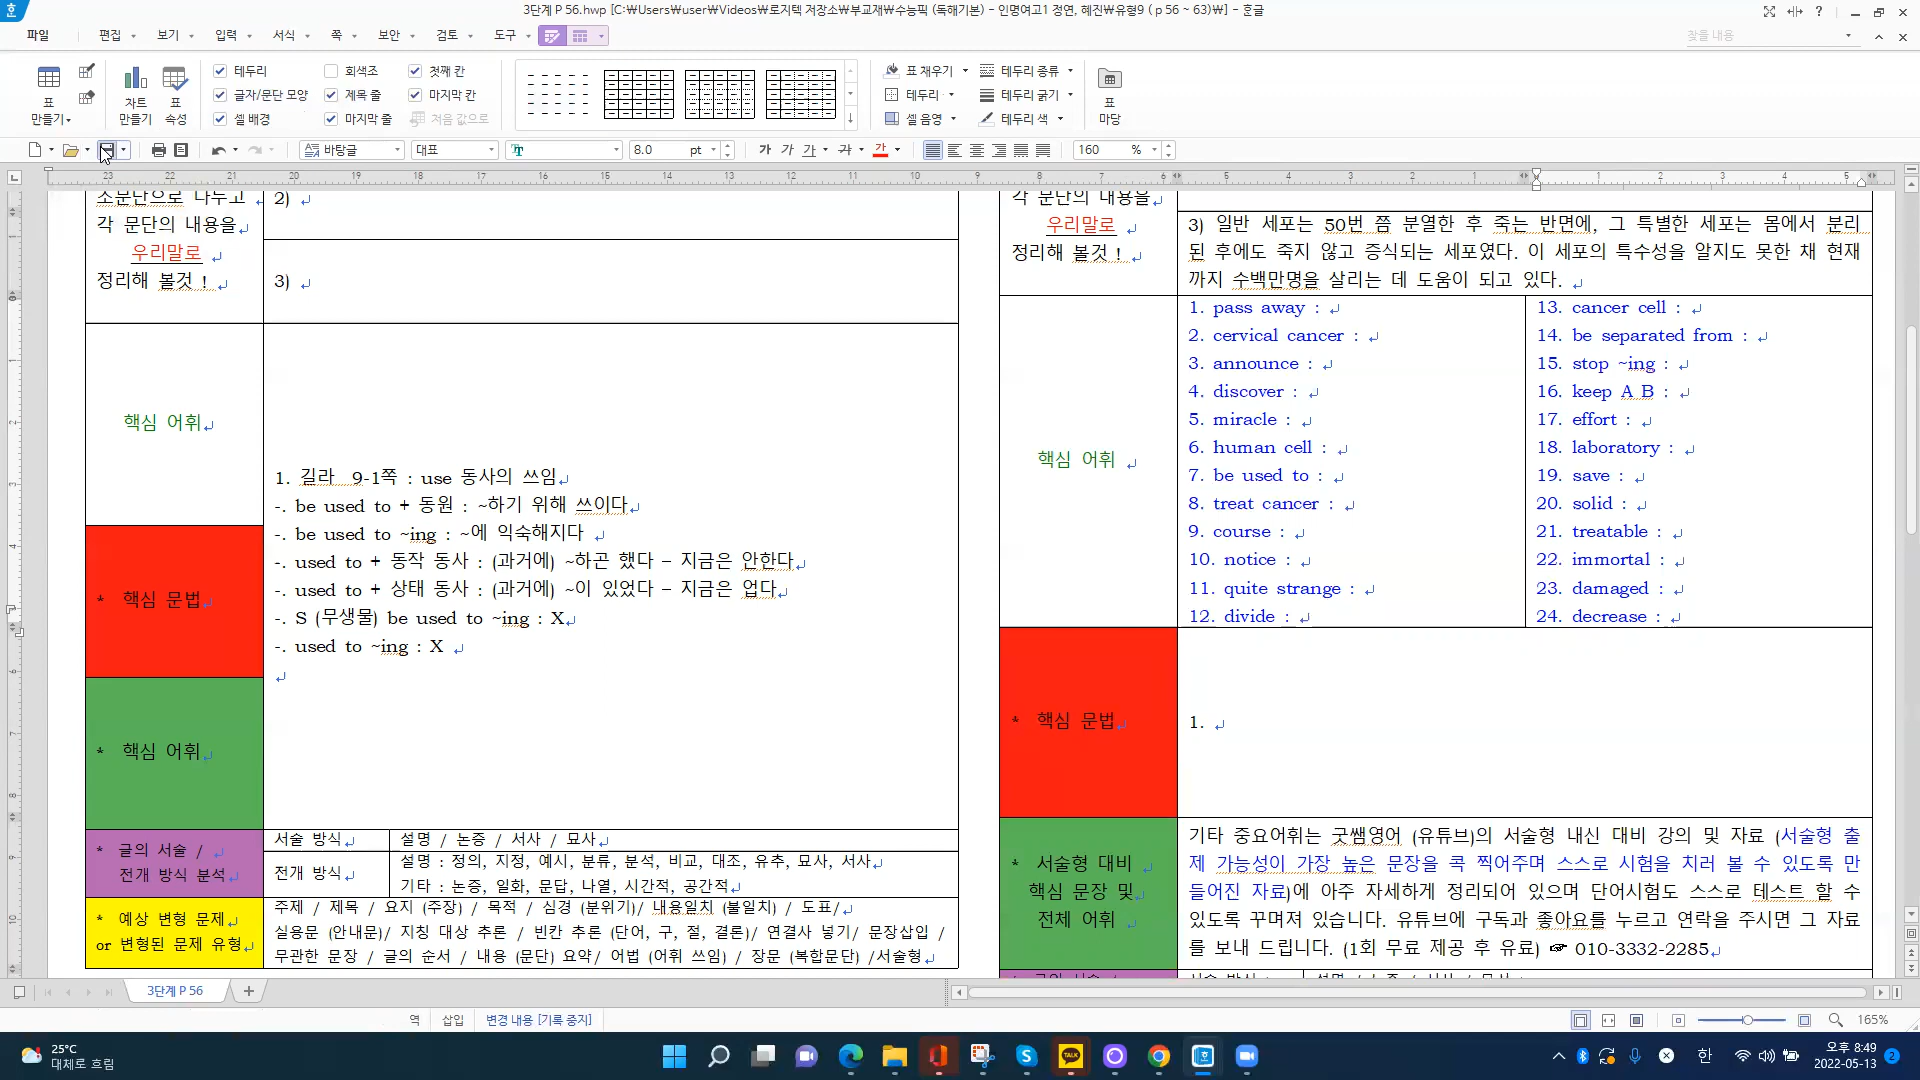 3단계 P 56.hwp [C:₩Users₩user₩Videos₩로지텍 저장소₩부교재₩수능픽 (독해기본) - 인명여고1 정연, 혜진₩유형9 ( p 56 ~ 63)₩] - 훈글
파일 편집 보기 입력 서식 쪽 보안 검토 도구
찾을 내용
표 만들기
차트 만들기
표 속성
테두리 회색조 첫째 칸
글자/문단 모양 제목 줄 마지막 칸
셀 배경 마지막 줄 처음 값으로
표 채우기 테두리 종류
테두리 테두리 굵기
셀 음영 테두리 색
표 마당
바탕글 대표 8.0 pt 가 가 가 가 가 160 %
소문단으로 나누고
각 문단의 내용을
우리말로
정리해 볼것 !
2)
3)
핵심 어휘
1. 길라 9-1쪽 : use 동사의 쓰임
-. be used to + 동원 : ~하기 위해 쓰이다
-. be used to ~ing : ~에 익숙해지다
-. used to + 동작 동사 : (과거에) ~하곤 했다 – 지금은 안한다
-. used to + 상태 동사 : (과거에) ~이 있었다 – 지금은 업다
-. S (무생물) be used to ~ing : X
-. used to ~ing : X
* 핵심 문법
* 핵심 어휘
* 글의 서술 /
전개 방식 분석
서술 방식 설명 / 논증 / 서사 / 묘사
전개 방식 설명 : 정의, 지정, 예시, 분류, 분석, 비교, 대조, 유추, 묘사, 서사
기타 : 논증, 일화, 문답, 나열, 시간적, 공간적
* 예상 변형 문제
or 변형된 문제 유형
주제 / 제목 / 요지 (주장) / 목적 / 심경 (분위기)/ 내용일치 (불일치) / 도표/
실용문 (안내문)/ 지칭 대상 추론 / 빈칸 추론 (단어, 구, 절, 결론)/ 연결사 넣기/ 문장삽입 /
무관한 문장 / 글의 순서 / 내용 (문단) 요약/ 어법 (어휘 쓰임) / 장문 (복합문단) /서술형
각 문단의 내용을
우리말로
정리해 볼것 !
3) 일반 세포는 50번 쯤 분열한 후 죽는 반면에, 그 특별한 세포는 몸에서 분리
된 후에도 죽지 않고 증식되는 세포였다. 이 세포의 특수성을 알지도 못한 채 현재
까지 수백만명을 살리는 데 도움이 되고 있다.
핵심 어휘
1. pass away :
2. cervical cancer :
3. announce :
4. discover :
5. miracle :
6. human cell :
7. be used to :
8. treat cancer :
9. course :
10. notice :
11. quite strange :
12. divide :
13. cancer cell :
14. be separated from :
15. stop ~ing :
16. keep A B :
17. effort :
18. laboratory :
19. save :
20. solid :
21. treatable :
22. immortal :
23. damaged :
24. decrease :
* 핵심 문법
1.
* 서술형 대비
핵심 문장 및
전체 어휘
기타 중요어휘는 굿쌤영어 (유튜브)의 서술형 내신 대비 강의 및 자료 (서술형 출
제 가능성이 가장 높은 문장을 콕 찍어주며 스스로 시험을 치러 볼 수 있도록 만
들어진 자료)에 아주 자세하게 정리되어 있으며 단어시험도 스스로 테스트 할 수
있도록 꾸며져 있습니다. 유튜브에 구독과 좋아요를 누르고 연락을 주시면 그 자료
를 보내 드립니다. (1회 무료 제공 후 유료) ☞ 010-3332-2285
3단계 P 56
역 삽입 변경 내용 [기록 중지] 165%
25°C
대체로 흐림
TALK
한
오후 8:49
2022-05-13
2